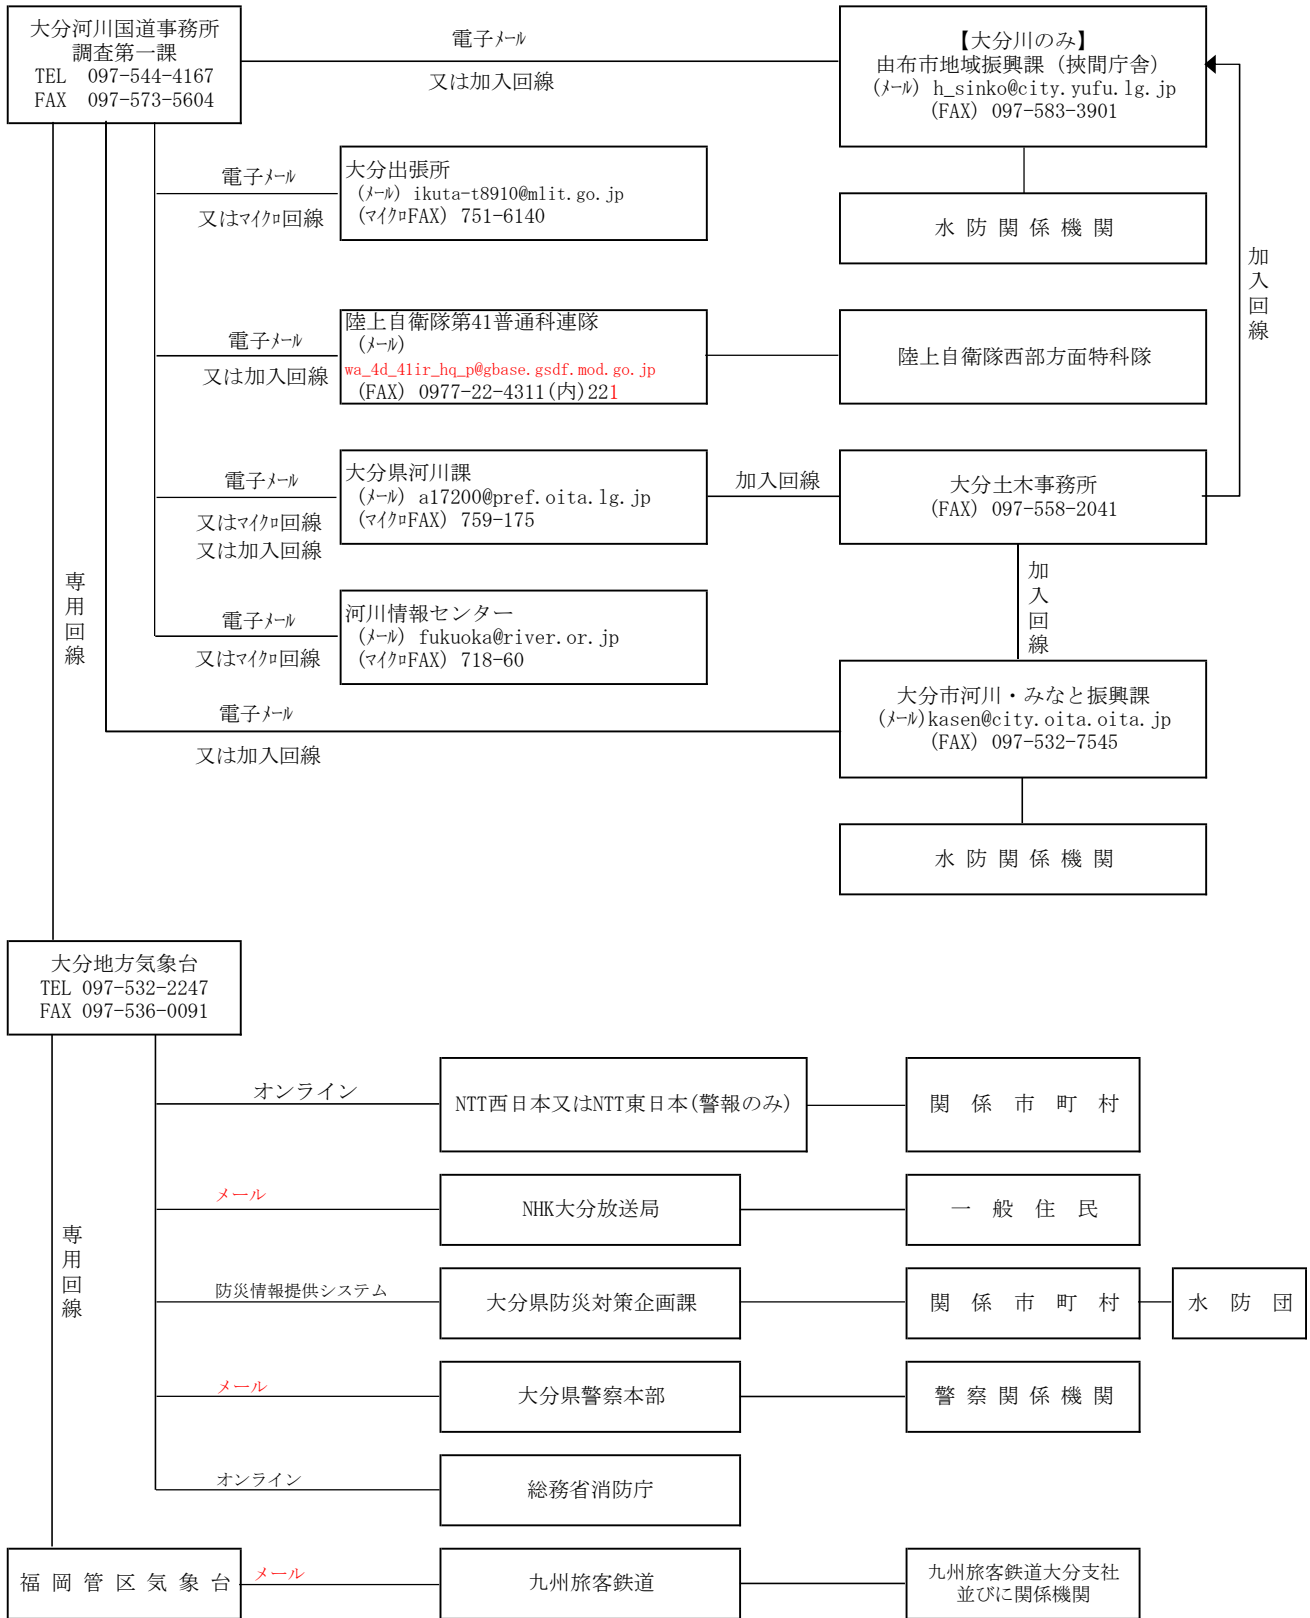 大分河川国道事務所
調査第一課
TEL 097-544-4167
FAX 097-573-5604
電子メール
又は加入回線
【大分川のみ】
由布市地域振興課（挾間庁舎）
(メール) h_sinko@city.yufu.lg.jp
(FAX) 097-583-3901
水防関係機関
加入回線
電子メール
又はマイクロ回線
大分出張所
(メール) ikuta-t8910@mlit.go.jp
(マイクロFAX) 751-6140
電子メール
又は加入回線
陸上自衛隊第41普通科連隊
(メール)
wa_4d_41ir_hq_p@gbase.gsdf.mod.go.jp
(FAX) 0977-22-4311(内)221
陸上自衛隊西部方面特科隊
電子メール
又はマイクロ回線
又は加入回線
大分県河川課
(メール) a17200@pref.oita.lg.jp
(マイクロFAX) 759-175
加入回線
大分土木事務所
(FAX) 097-558-2041
加入回線
専用回線
電子メール
又はマイクロ回線
河川情報センター
(メール) fukuoka@river.or.jp
(マイクロFAX) 718-60
電子メール
又は加入回線
大分市河川・みなと振興課
(メール)kasen@city.oita.oita.jp
(FAX) 097-532-7545
水防関係機関
大分地方気象台
TEL 097-532-2247
FAX 097-536-0091
専用回線
オンライン
NTT西日本又はNTT東日本(警報のみ)
関係市町村
メール
NHK大分放送局
一般住民
防災情報提供システム
大分県防災対策企画課
関係市町村
水防団
メール
大分県警察本部
警察関係機関
オンライン
総務省消防庁
福岡管区気象台
メール
九州旅客鉄道
九州旅客鉄道大分支社
並びに関係機関